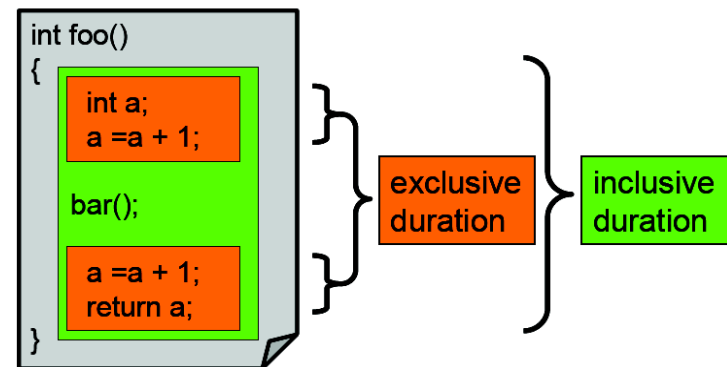 int foo()
{
int a;
a =a + 1;
bar();
a =a + 1;
return a;
}
exclusive
duration
inclusive
duration